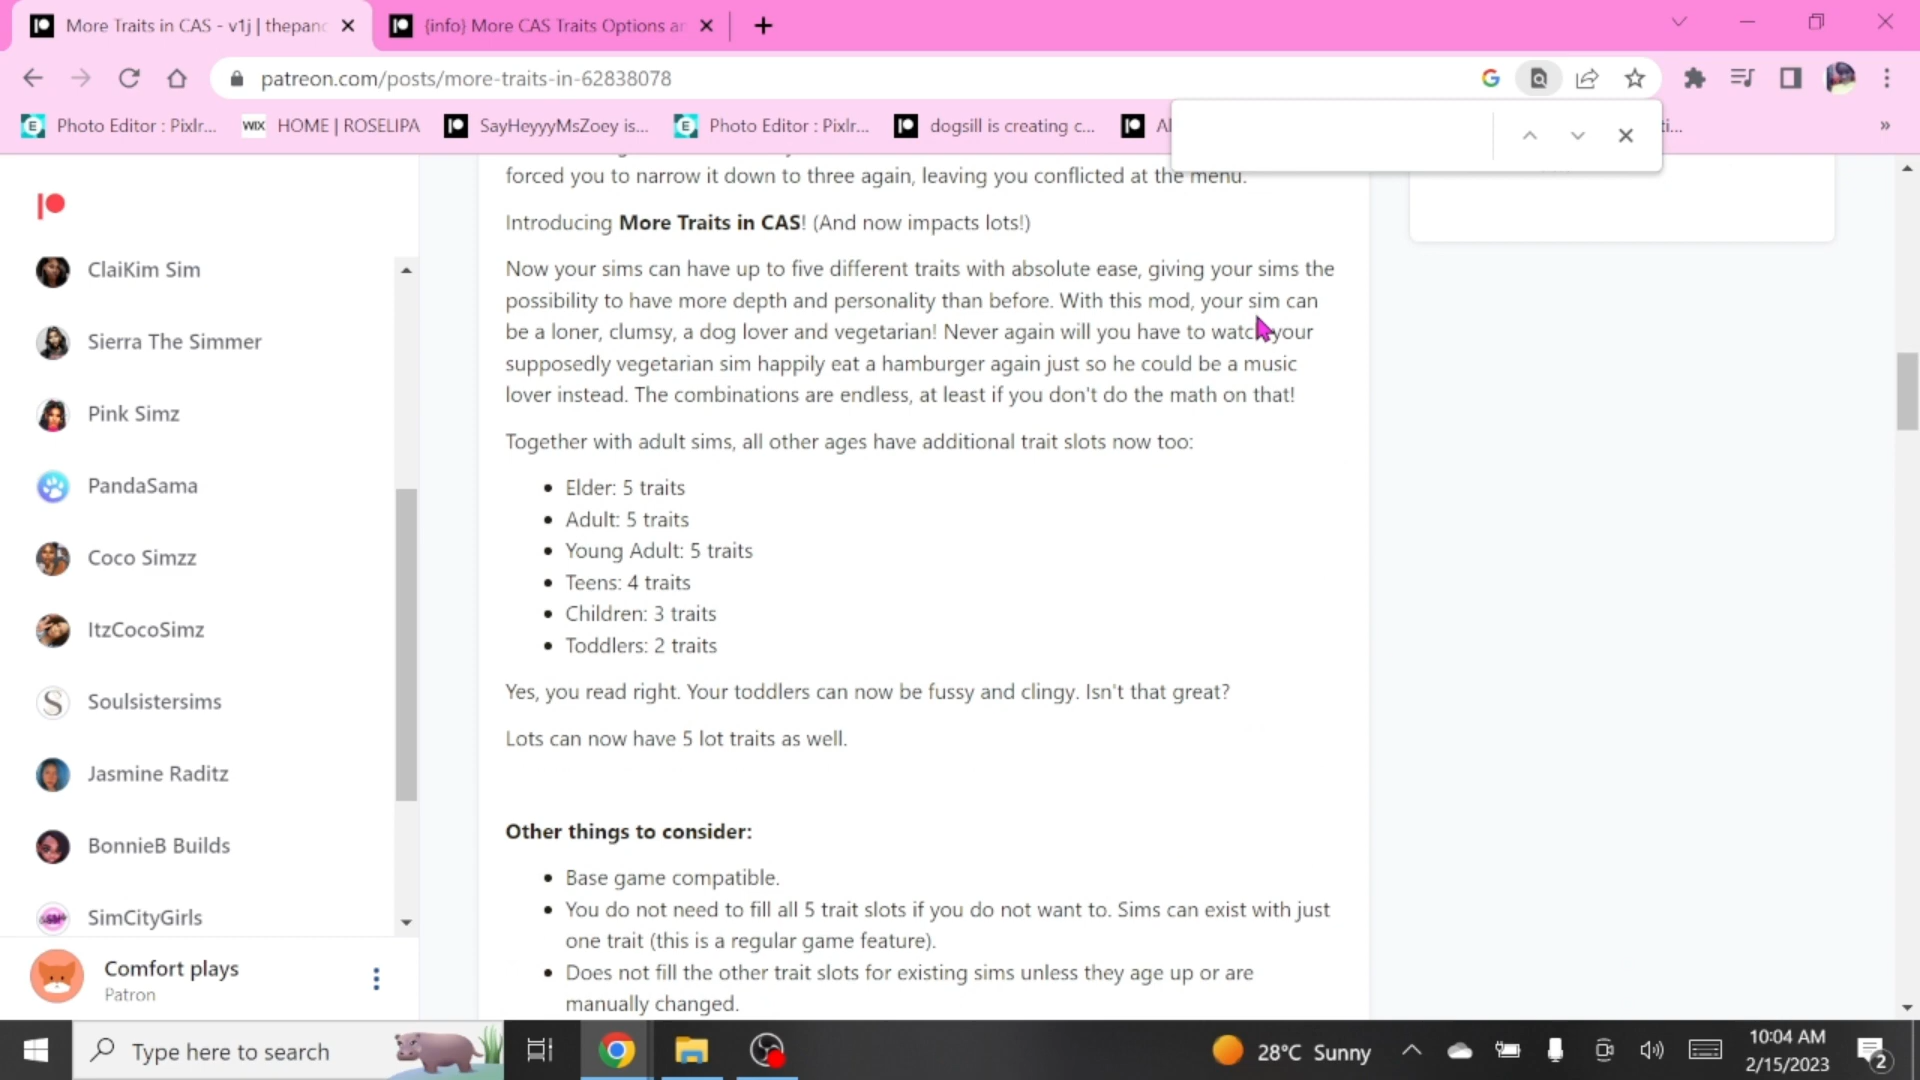 More Traits in CAS - v1j | thepand
{info} More CAS Traits Options ar
patreon.com/posts/more-traits-in-62838078
Photo Editor : Pixlr...
WIX HOME | ROSELIPA
SayHeyyyMsZoey is...
Photo Editor : Pixlr...
dogsill is creating c...
ClaiKim Sim
Sierra The Simmer
Pink Simz
PandaSama
Coco Simzz
ItzCocoSimz
Soulsistersims
Jasmine Raditz
BonnieB Builds
SimCityGirls
Comfort plays
Patron
forced you to narrow it down to three again, leaving you conflicted at the menu.
Introducing More Traits in CAS! (And now impacts lots!)
Now your sims can have up to five different traits with absolute ease, giving your sims the
possibility to have more depth and personality than before. With this mod, your sim can
be a loner, clumsy, a dog lover and vegetarian! Never again will you have to watch your
supposedly vegetarian sim happily eat a hamburger again just so he could be a music
lover instead. The combinations are endless, at least if you don't do the math on that!
Together with adult sims, all other ages have additional trait slots now too:
• Elder: 5 traits
• Adult: 5 traits
• Young Adult: 5 traits
• Teens: 4 traits
• Children: 3 traits
• Toddlers: 2 traits
Yes, you read right. Your toddlers can now be fussy and clingy. Isn't that great?
Lots can now have 5 lot traits as well.
Other things to consider:
• Base game compatible.
• You do not need to fill all 5 trait slots if you do not want to. Sims can exist with just
one trait (this is a regular game feature).
• Does not fill the other trait slots for existing sims unless they age up or are
manually changed.
Type here to search
28°C Sunny
10:04 AM
2/15/2023
2